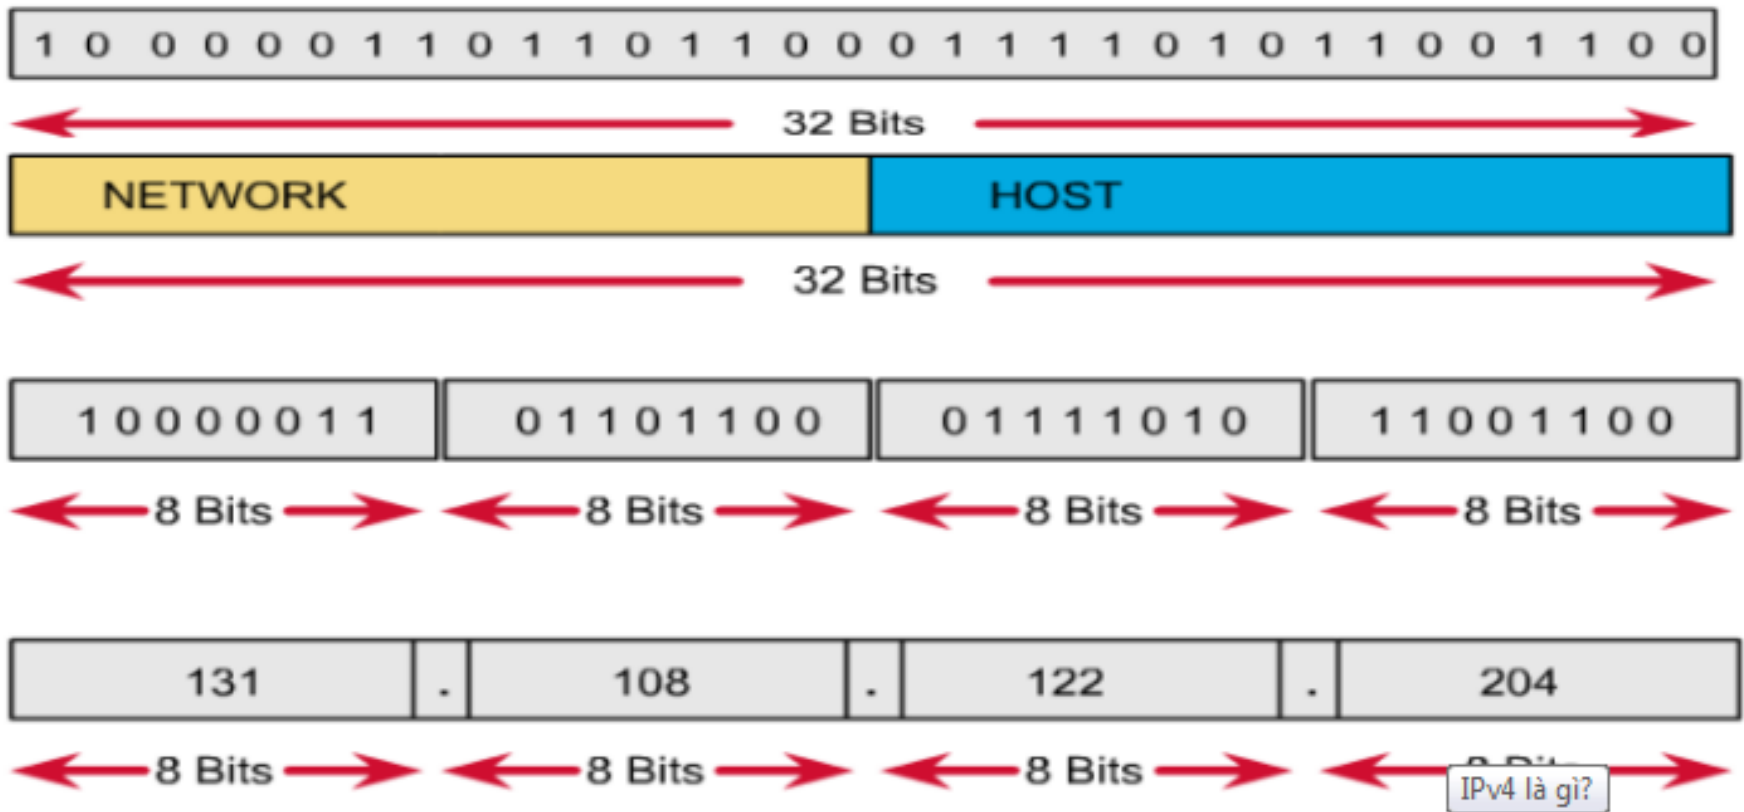 1 0 0 0 0 0 1 1 0 1 1 0 1 1 0 0 0 1 1 1 1 0 1 0 1 1 0 0 1 1 0 0
32 Bits
NETWORK HOST
32 Bits
1 0 0 0 0 0 1 1 0 1 1 0 1 1 0 0 0 1 1 1 1 0 1 0 1 1 0 0 1 1 0 0
8 Bits 8 Bits 8 Bits 8 Bits
131 . 108 . 122 . 204
8 Bits 8 Bits 8 Bits
IPv4 là gì?